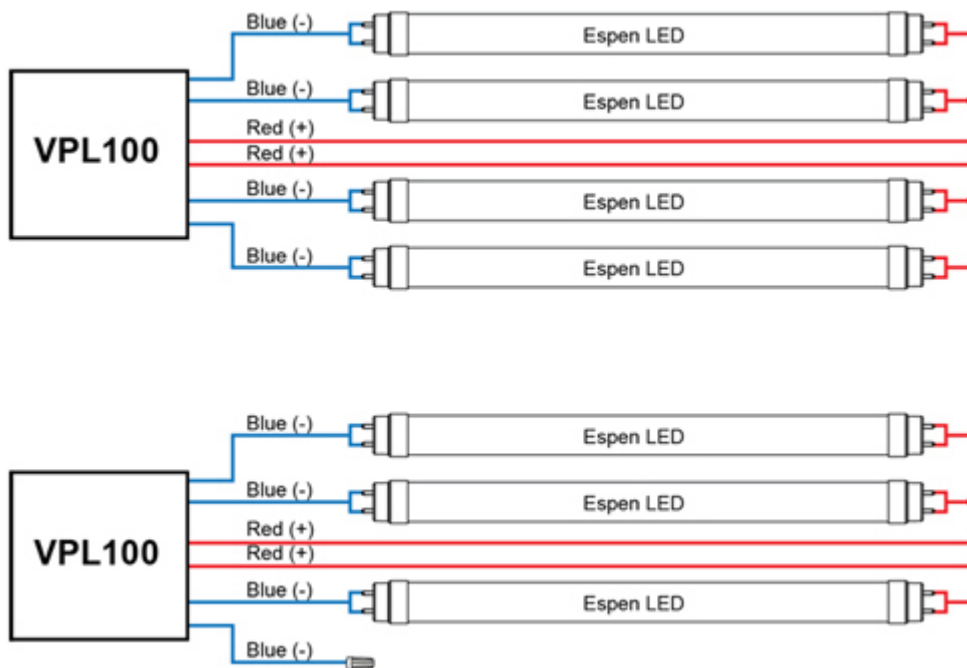 Blue (-)
Espen LED
Blue (-)
Espen LED
Red (+)
VPL100
Red (+)
Blue (-)
Espen LED
Blue (-)
Espen LED
Blue (-)
Espen LED
Blue (-)
Espen LED
Red (+)
VPL100
Red (+)
Blue (-)
Espen LED
Blue (-)